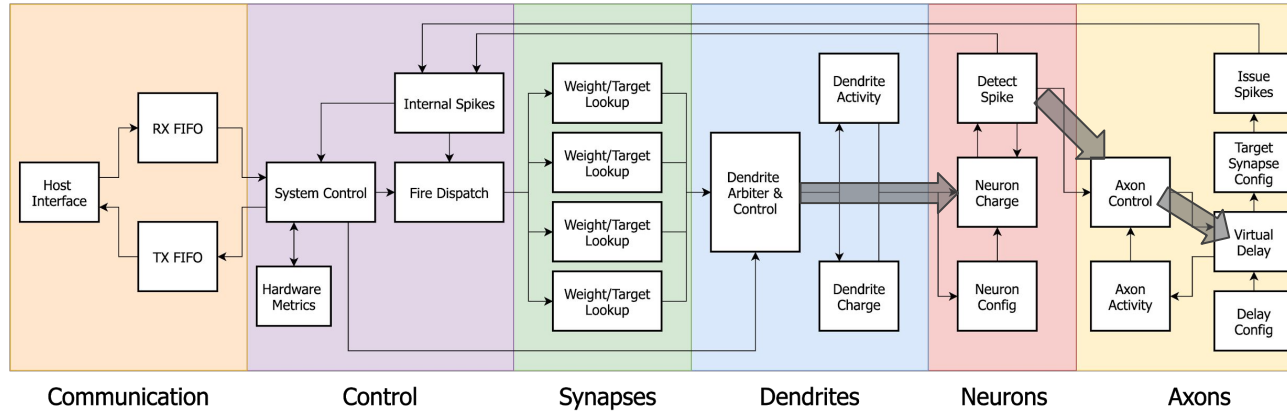 Host
Interface
RX FIFO
TX FIFO
Internal Spikes
System Control
Fire Dispatch
Hardware
Metrics
Weight/Target
Lookup
Weight/Target
Lookup
Weight/Target
Lookup
Weight/Target
Lookup
Dendrite
Arbiter &
Control
Dendrite
Activity
Dendrite
Charge
Detect
Spike
Neuron
Charge
Neuron
Config
Axon
Control
Axon
Activity
Issue
Spikes
Target
Synapse
Config
Virtual
Delay
Delay
Config
Communication
Control
Synapses
Dendrites
Neurons
Axons